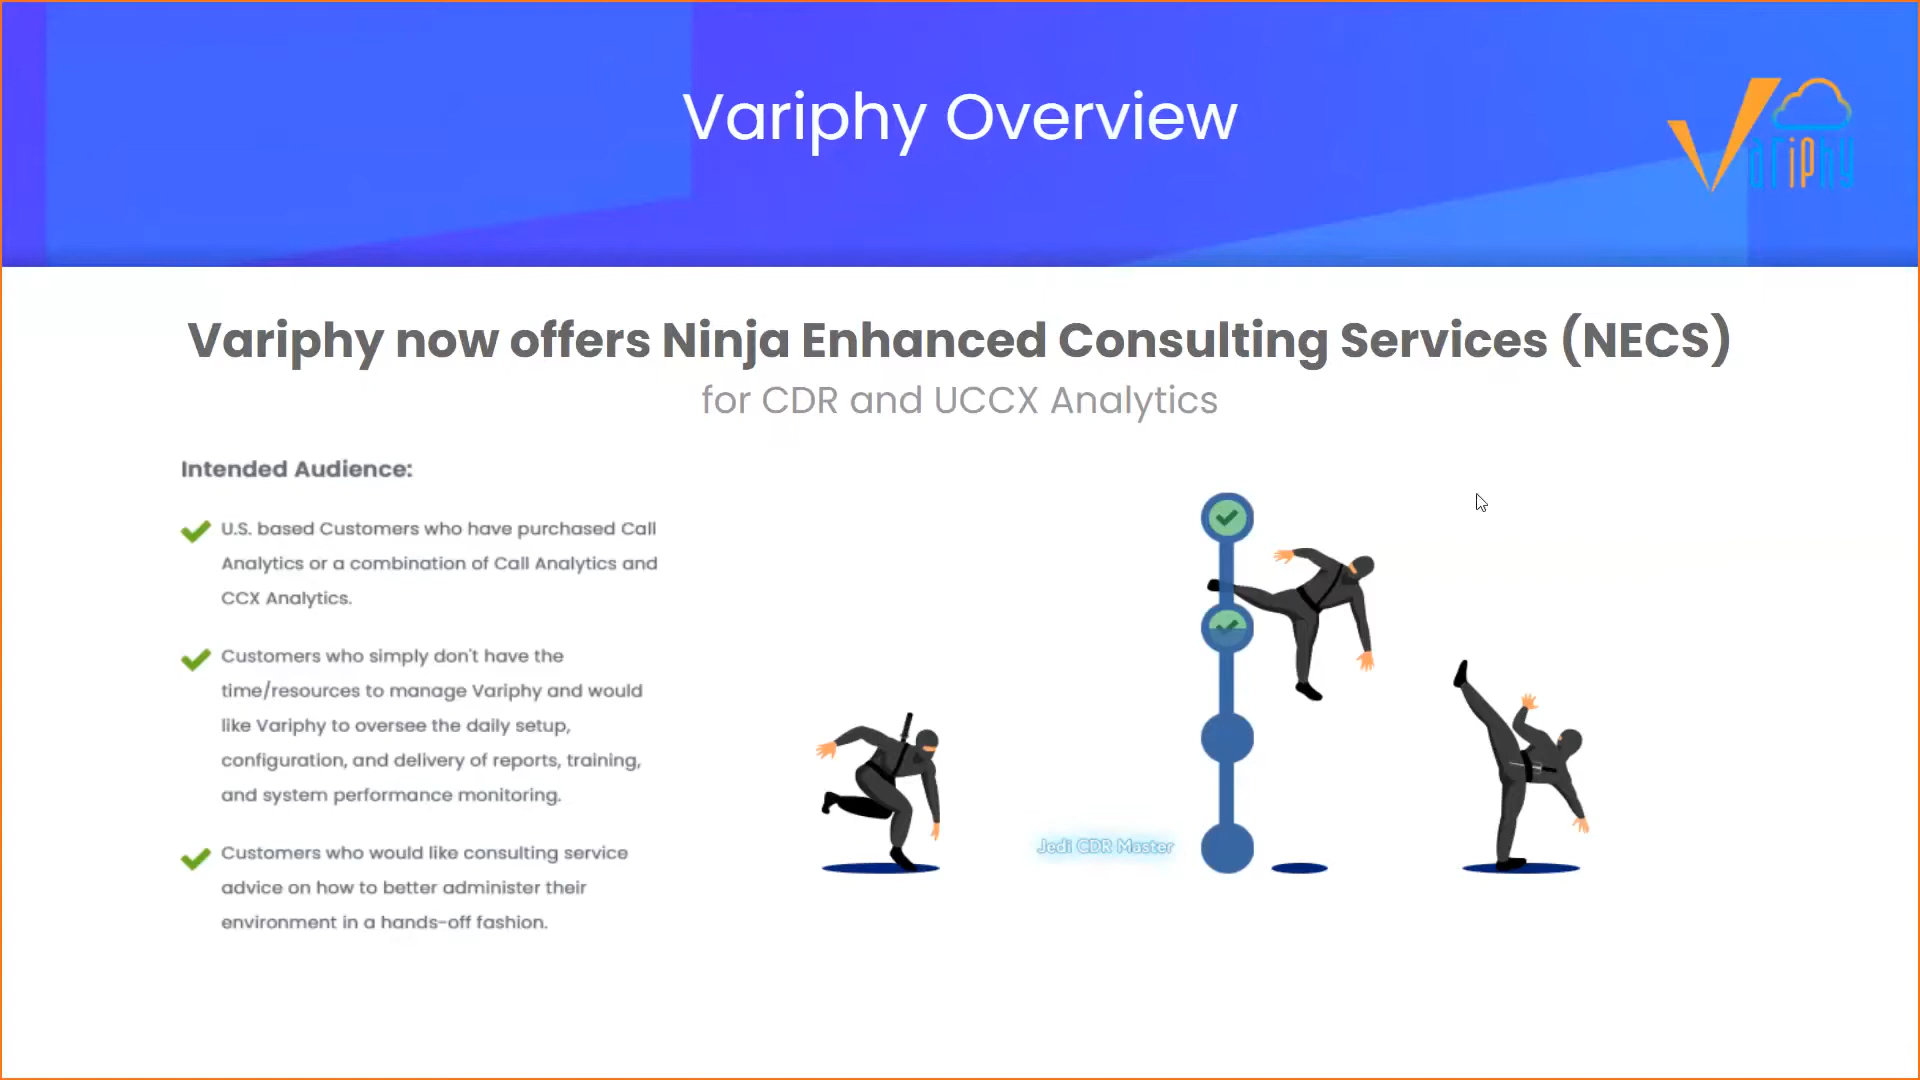 Variphy Overview
Variphy
Variphy now offers Ninja Enhanced Consulting Services (NECS)
for CDR and UCCX Analytics
Intended Audience:
U.S. based Customers who have purchased Call
Analytics or a combination of Call Analytics and
CCX Analytics.
Customers who simply don't have the
time/resources to manage Variphy and would
like Variphy to oversee the daily setup,
configuration, and delivery of reports, training,
and system performance monitoring.
Customers who would like consulting service
advice on how to better administer their
environment in a hands-off fashion.
Jedi CDR Master